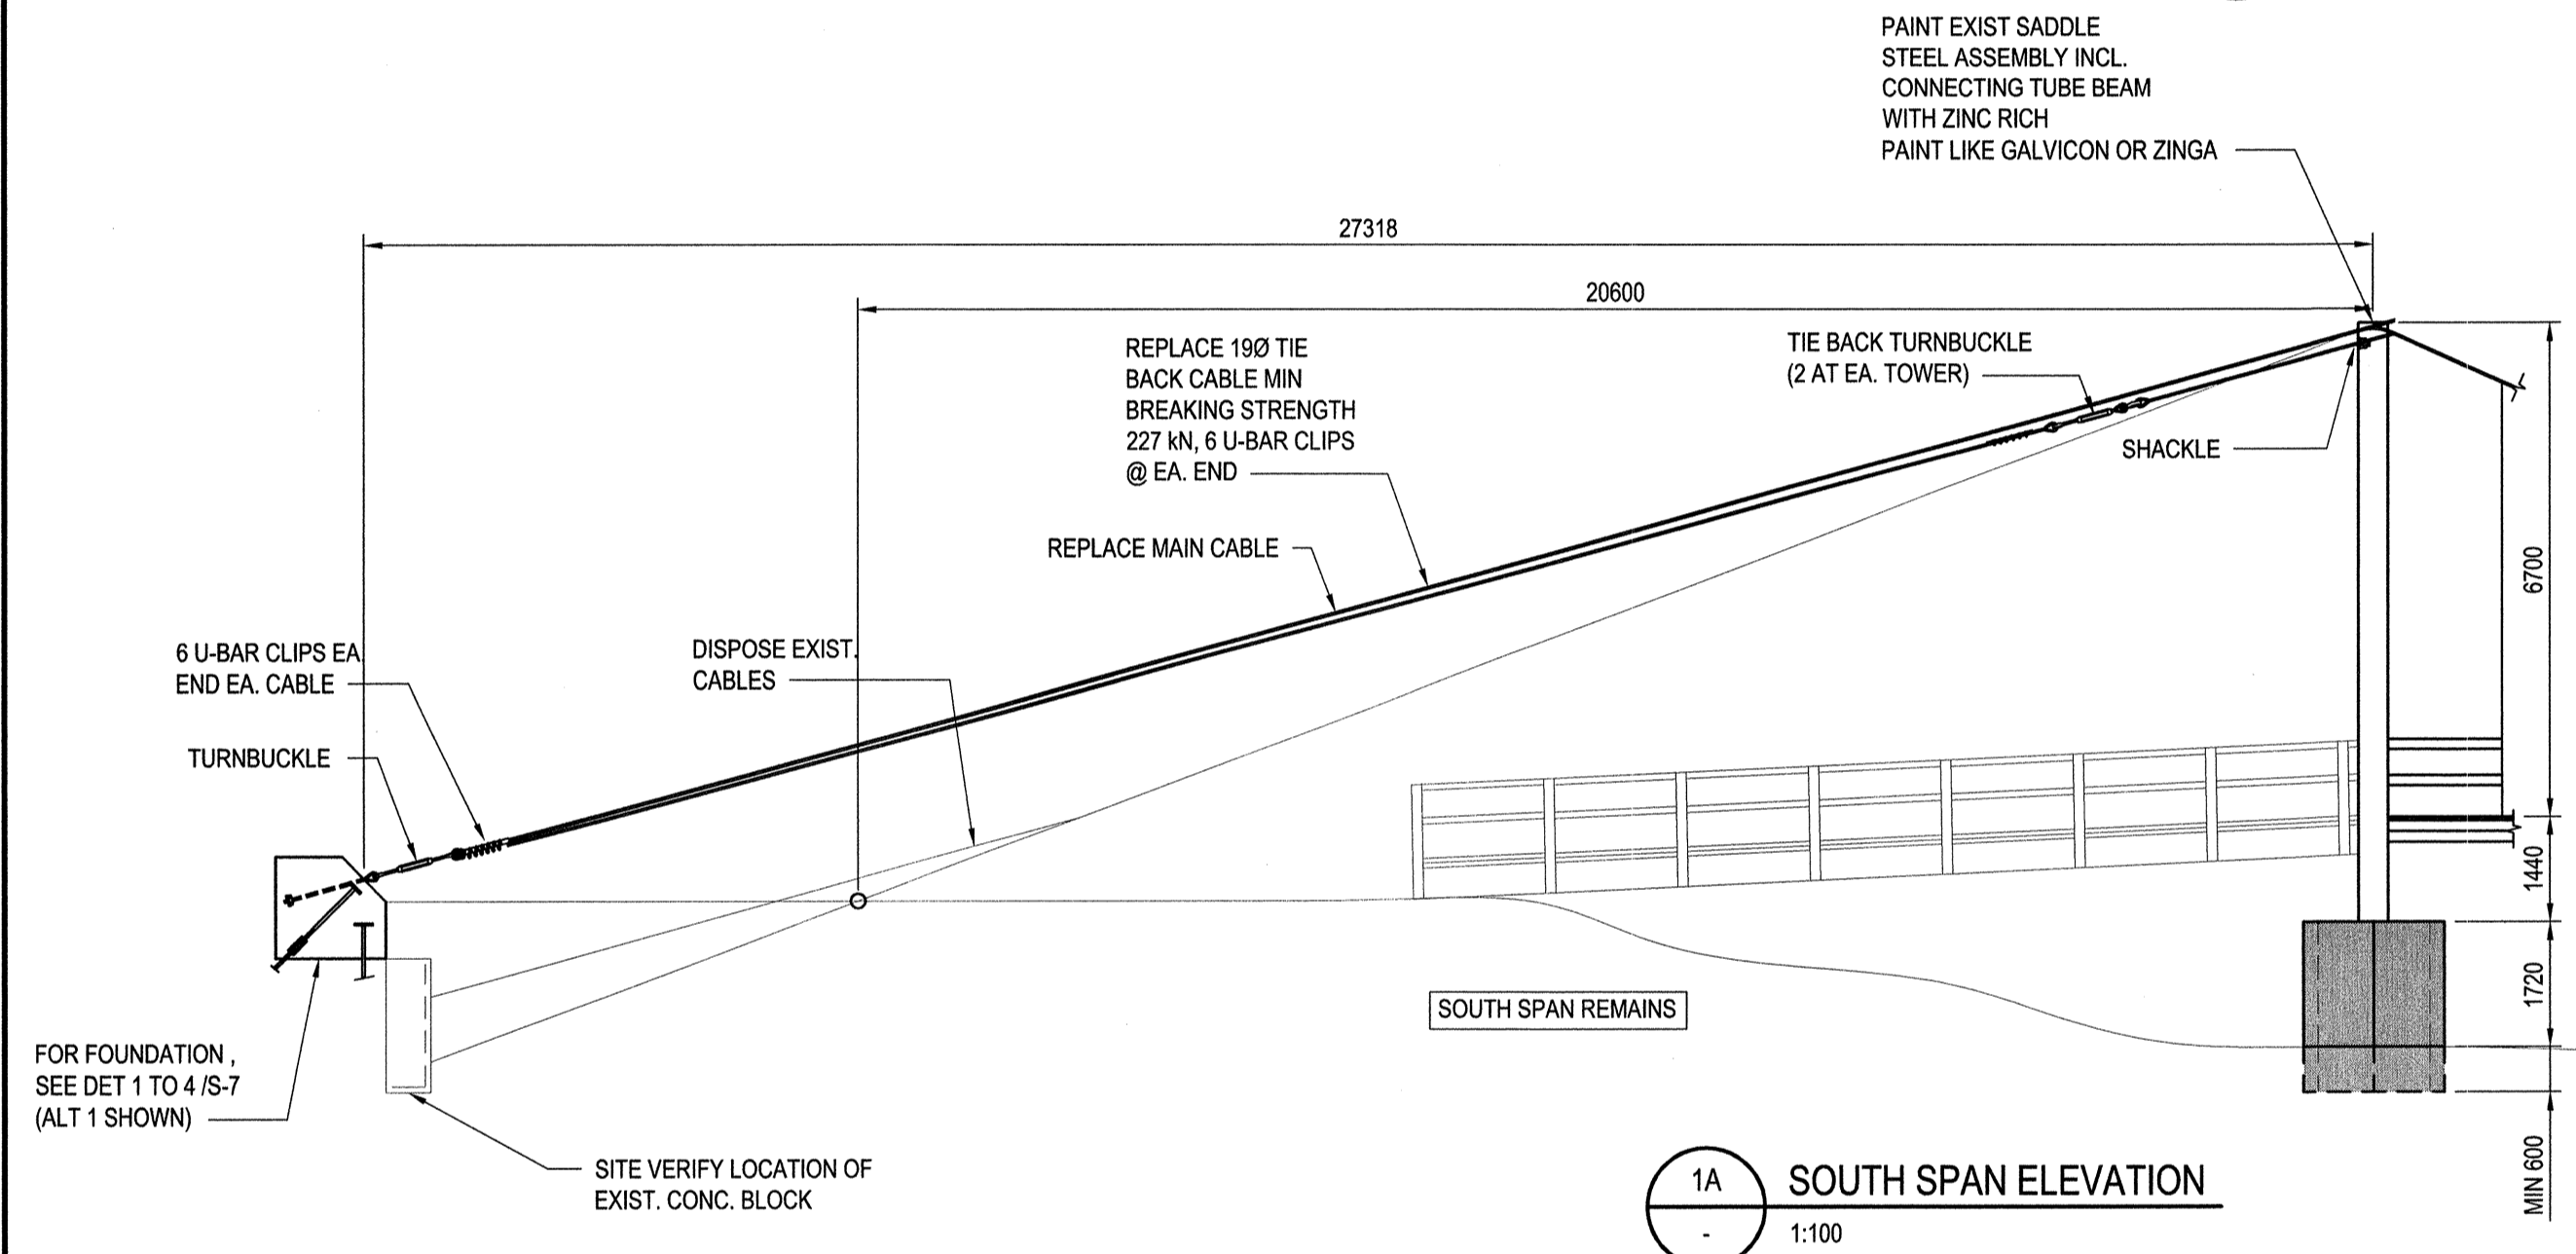 PAINT EXIST SADDLE
STEEL ASSEMBLY INCL.
CONNECTING TUBE BEAM
WITH ZINC RICH
PAINT LIKE GALVICON OR ZINGA
27318
20600
REPLACE 19Ø TIE
BACK CABLE MIN
BREAKING STRENGTH
227 kN, 6 U-BAR CLIPS
@ EA. END
TIE BACK TURNBUCKLE
(2 AT EA. TOWER)
SHACKLE
REPLACE MAIN CABLE
6700
6 U-BAR CLIPS EA
END EA. CABLE
DISPOSE EXIST.
CABLES
TURNBUCKLE
1440
1720
SOUTH SPAN REMAINS
FOR FOUNDATION ,
SEE DET 1 TO 4 /S-7
(ALT 1 SHOWN)
SITE VERIFY LOCATION OF
EXIST. CONC. BLOCK
MIN 600
1A
-
SOUTH SPAN ELEVATION
1:100